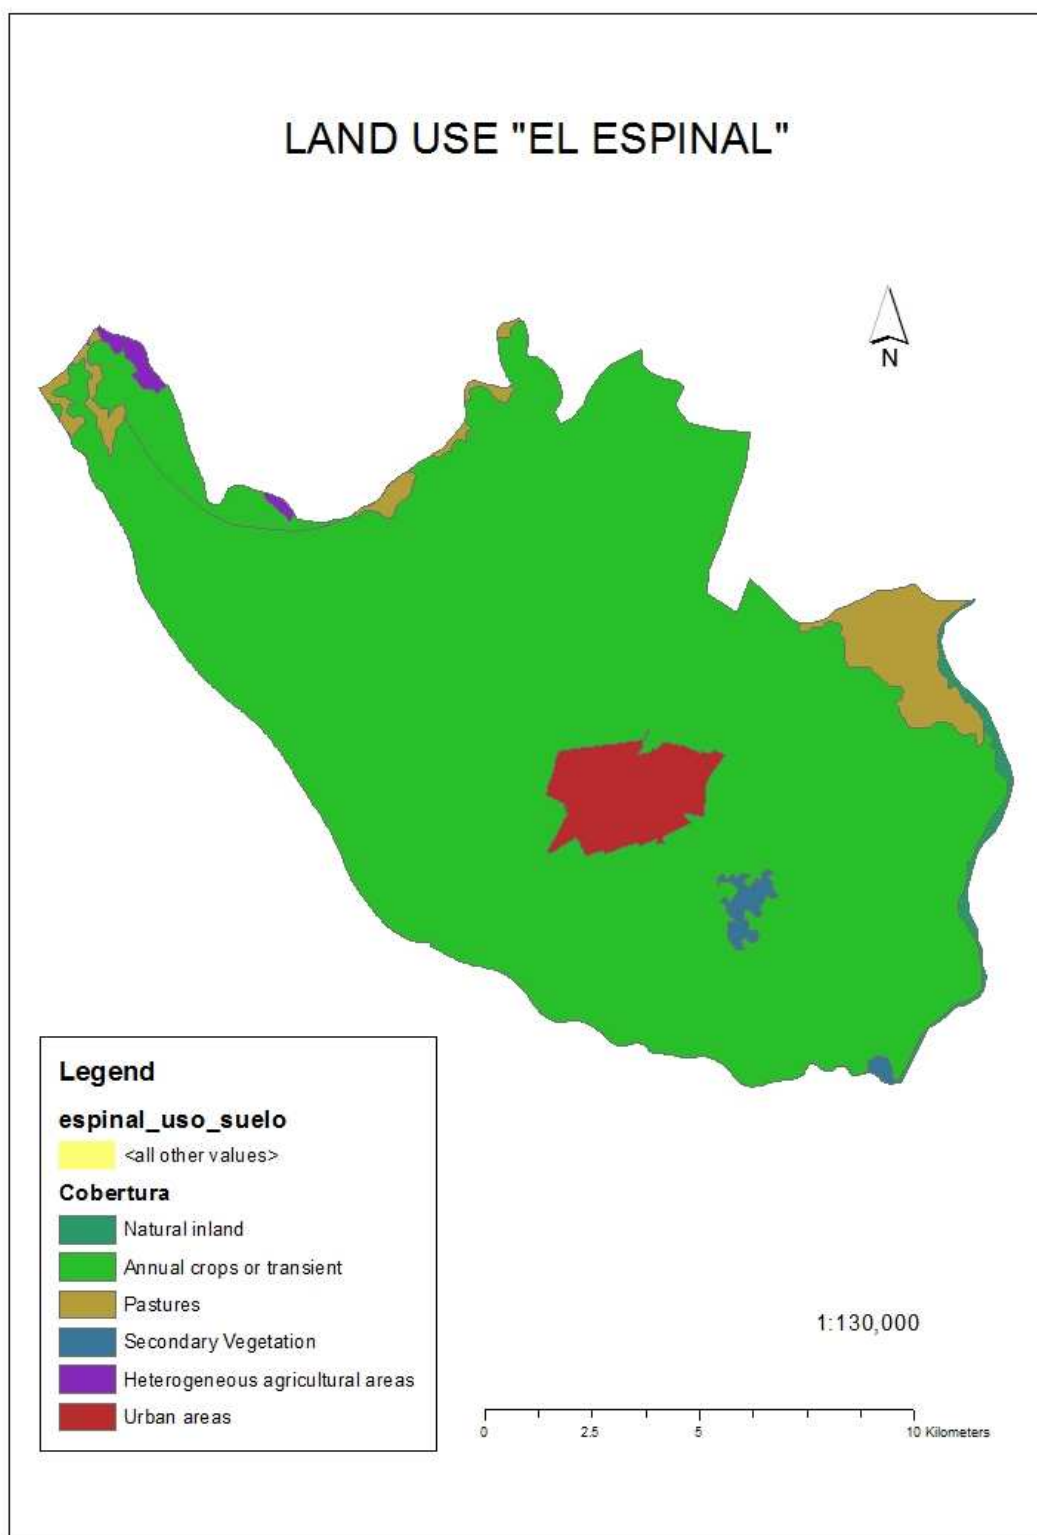 LAND USE "EL ESPINAL"
N
Legend
espinal_uso_suelo
<all other values>
Cobertura
Natural inland
Annual crops or transient
Pastures
Secondary Vegetation
Heterogeneous agricultural areas
Urban areas
1:130,000
0 2.5 5 10 Kilometers